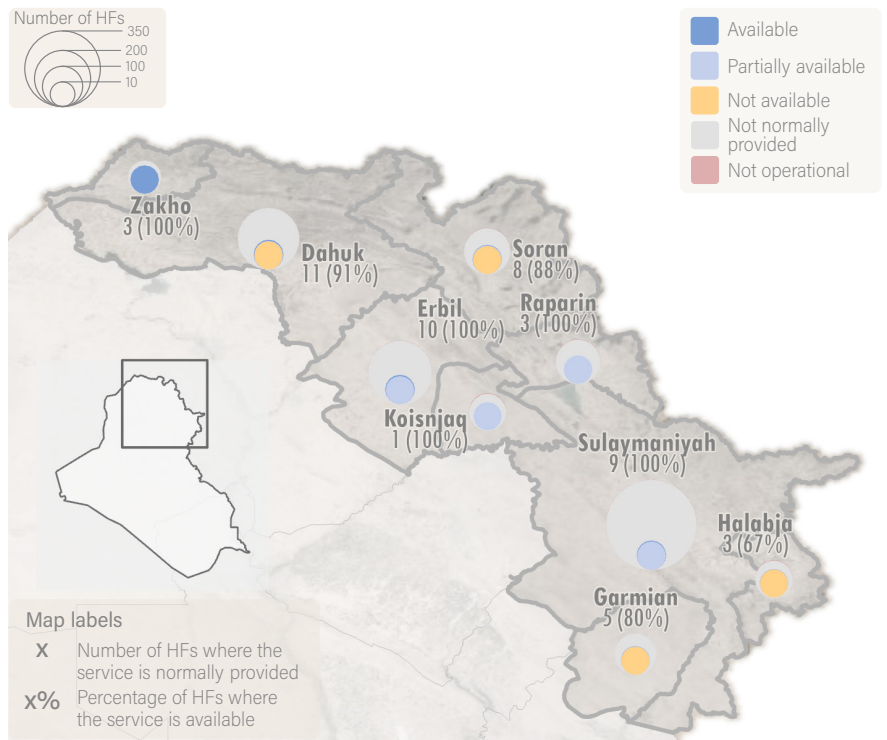 Number of HFs
350
200
100
10
Available
Partially available
Not available
Not normally
provided
Not operational
Zakho
3 (100%)
Dahuk
11 (91%)
Soran
8 (88%)
Erbil
10 (100%)
Raparin
3 (100%)
Koisnjaq
1 (100%)
Sulaymaniyah
9 (100%)
Halabja
3 (67%)
Garmian
5 (80%)
Map labels
x Number of HFs where the
service is normally provided
x% Percentage of HFs where
the service is available